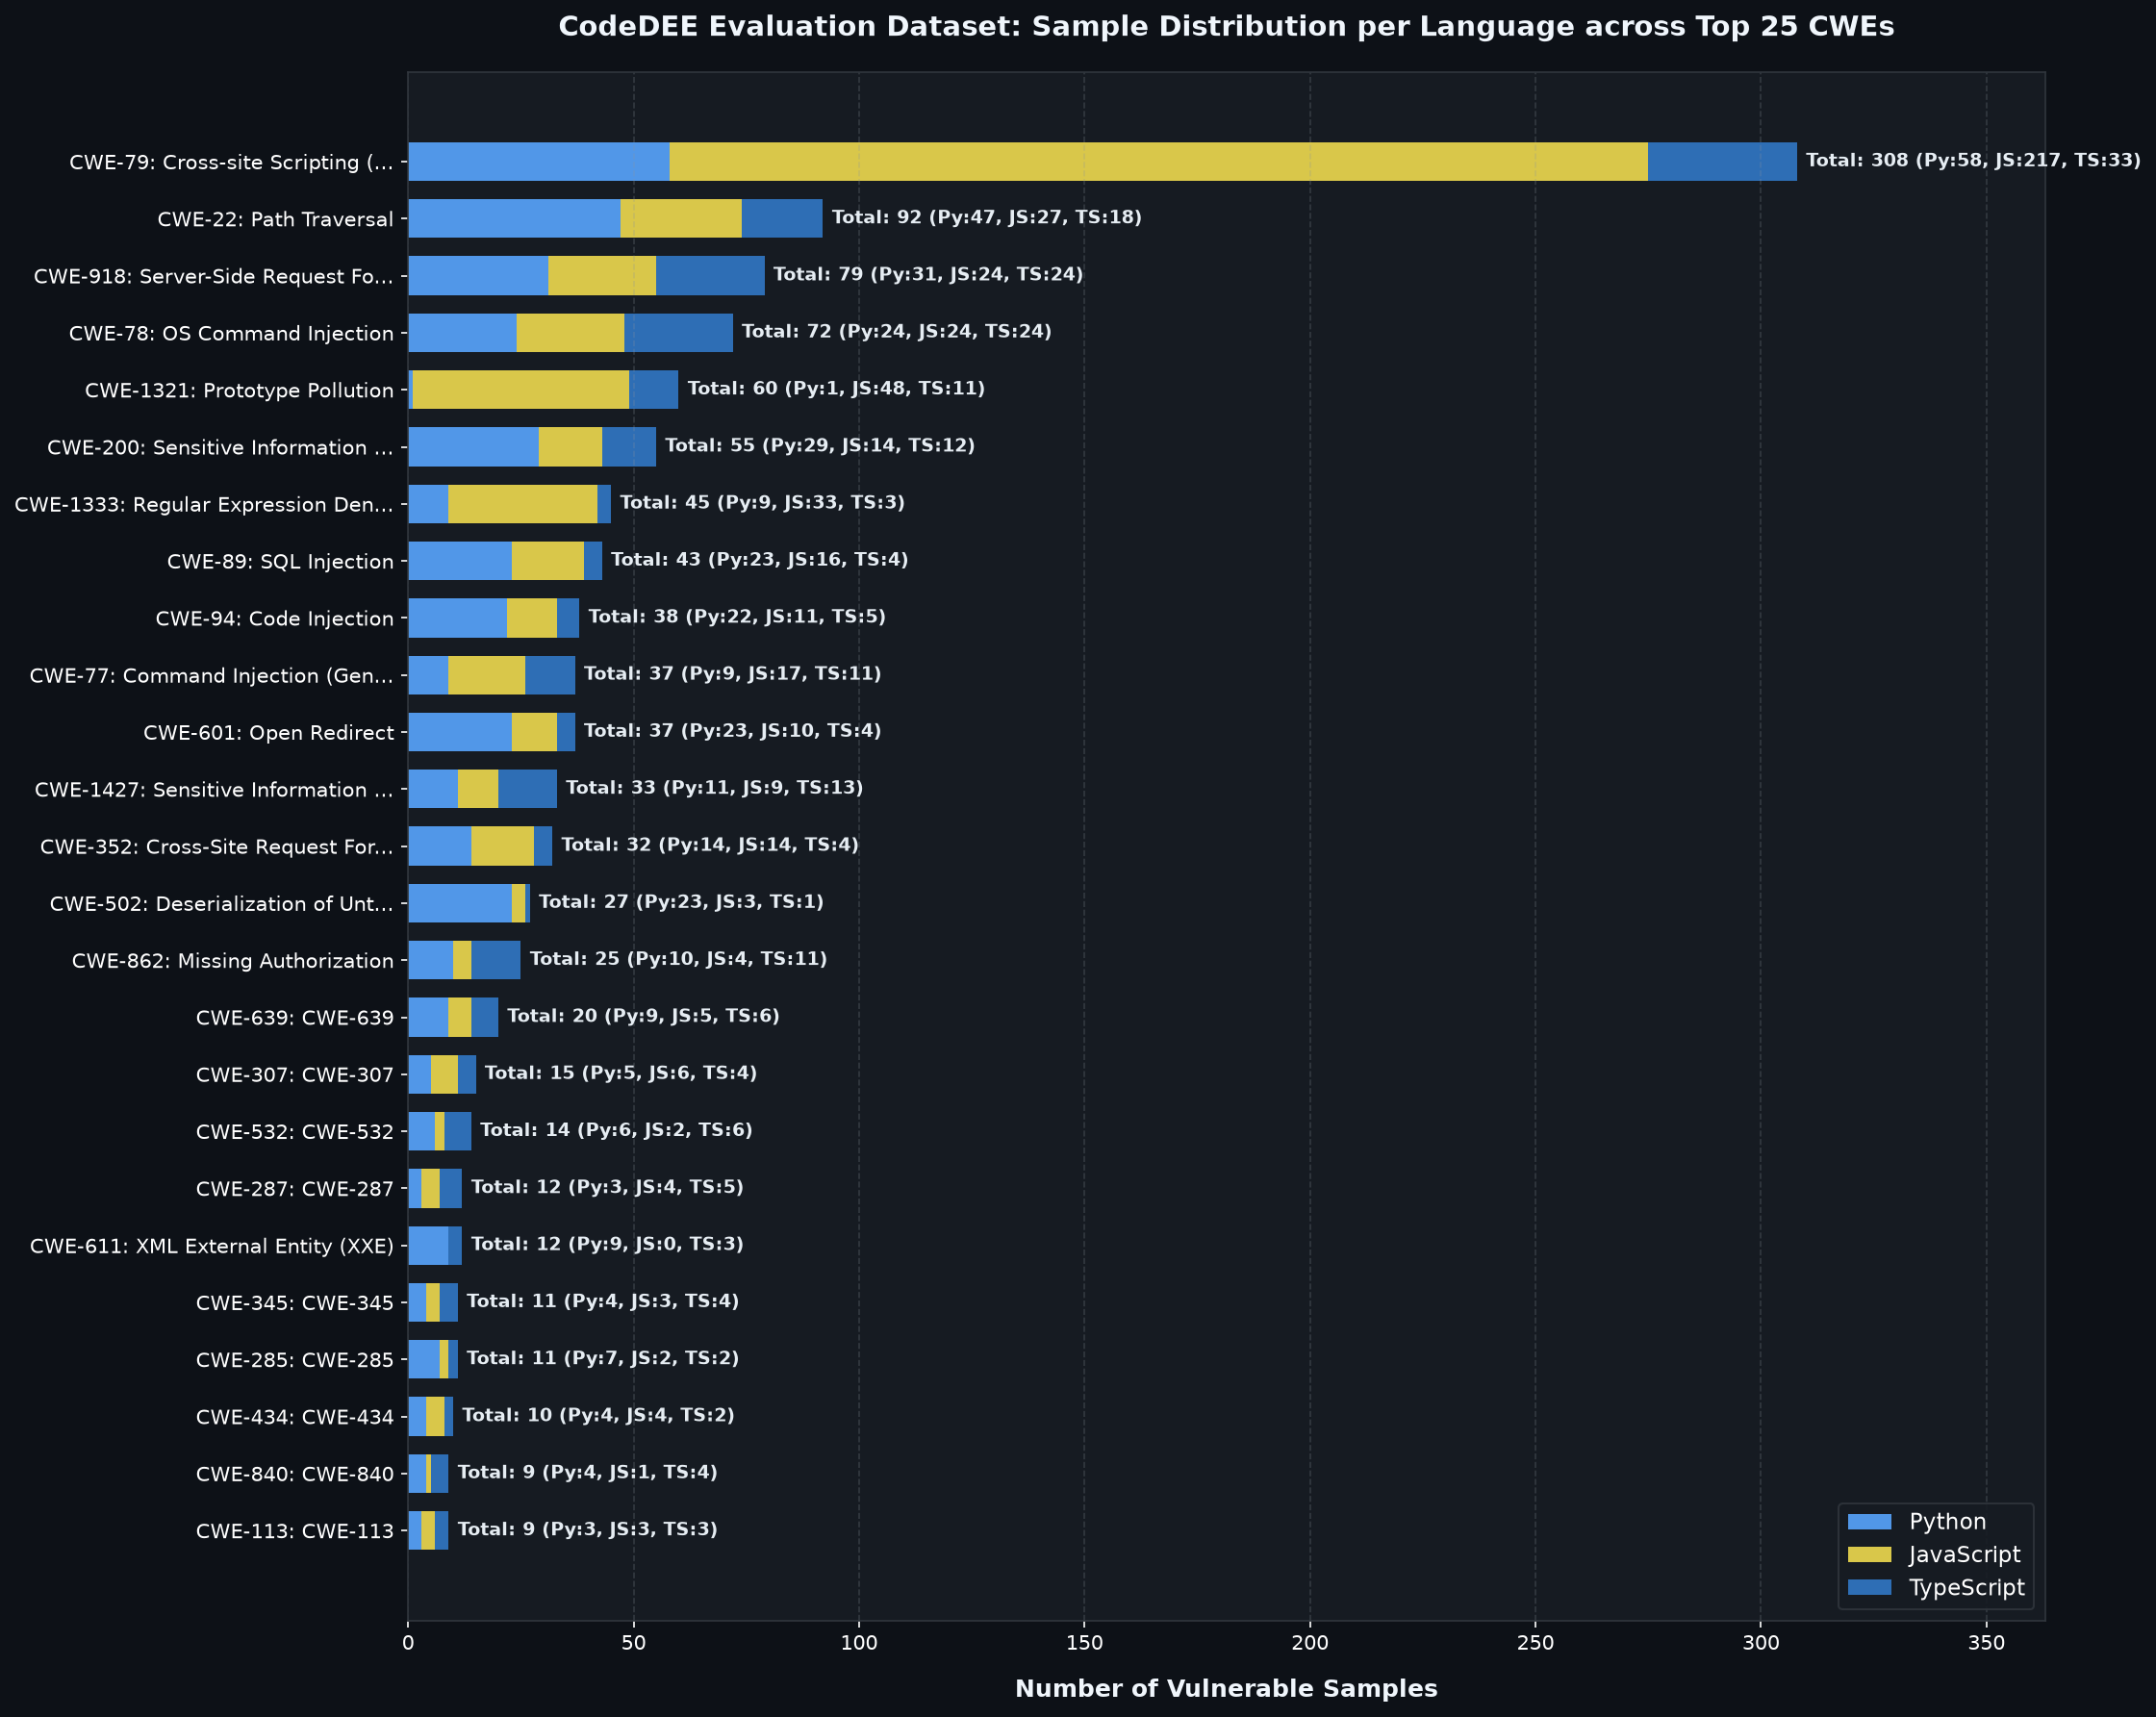 CodeDEE Evaluation Dataset: Sample Distribution per Language across Top 25 CWEs
CWE-79: Cross-site Scripting (... Total: 308 (Py:58, JS:217, TS:33)
CWE-22: Path Traversal Total: 92 (Py:47, JS:27, TS:18)
CWE-918: Server-Side Request Fo... Total: 79 (Py:31, JS:24, TS:24)
CWE-78: OS Command Injection Total: 72 (Py:24, JS:24, TS:24)
CWE-1321: Prototype Pollution Total: 60 (Py:1, JS:48, TS:11)
CWE-200: Sensitive Information ... Total: 55 (Py:29, JS:14, TS:12)
CWE-1333: Regular Expression Den... Total: 45 (Py:9, JS:33, TS:3)
CWE-89: SQL Injection Total: 43 (Py:23, JS:16, TS:4)
CWE-94: Code Injection Total: 38 (Py:22, JS:11, TS:5)
CWE-77: Command Injection (Gen... Total: 37 (Py:9, JS:17, TS:11)
CWE-601: Open Redirect Total: 37 (Py:23, JS:10, TS:4)
CWE-1427: Sensitive Information ... Total: 33 (Py:11, JS:9, TS:13)
CWE-352: Cross-Site Request For... Total: 32 (Py:14, JS:14, TS:4)
CWE-502: Deserialization of Unt... Total: 27 (Py:23, JS:3, TS:1)
CWE-862: Missing Authorization Total: 25 (Py:10, JS:4, TS:11)
CWE-639: CWE-639 Total: 20 (Py:9, JS:5, TS:6)
CWE-307: CWE-307 Total: 15 (Py:5, JS:6, TS:4)
CWE-532: CWE-532 Total: 14 (Py:6, JS:2, TS:6)
CWE-287: CWE-287 Total: 12 (Py:3, JS:4, TS:5)
CWE-611: XML External Entity (XXE) Total: 12 (Py:9, JS:0, TS:3)
CWE-345: CWE-345 Total: 11 (Py:4, JS:3, TS:4)
CWE-285: CWE-285 Total: 11 (Py:7, JS:2, TS:2)
CWE-434: CWE-434 Total: 10 (Py:4, JS:4, TS:2)
CWE-840: CWE-840 Total: 9 (Py:4, JS:1, TS:4)
CWE-113: CWE-113 Total: 9 (Py:3, JS:3, TS:3)
Python
JavaScript
TypeScript
0 50 100 150 200 250 300 350
Number of Vulnerable Samples